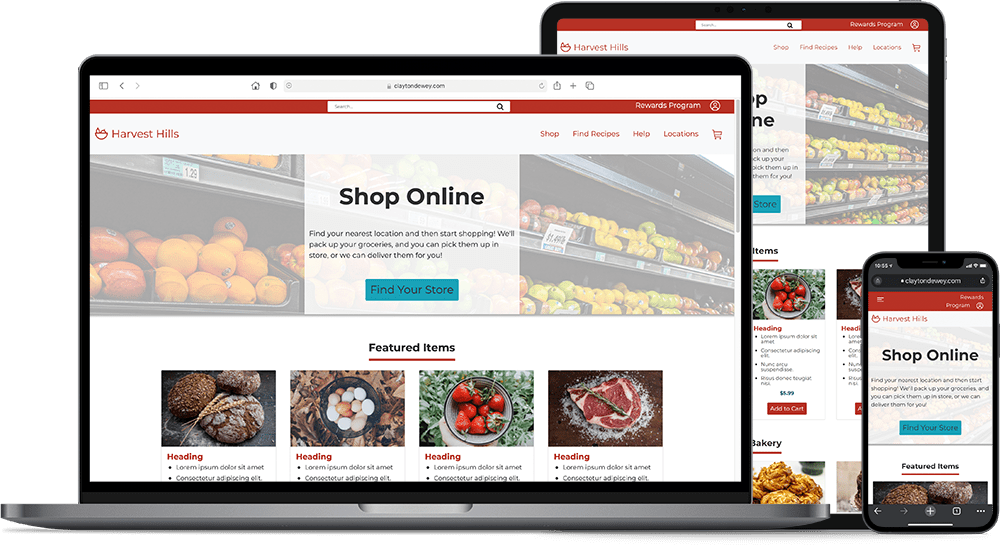 claytondewey.com
Search...
Rewards Program
Harvest Hills
Shop
Find Recipes
Help
Locations
1.29
Shop Online
Find your nearest location and then start shopping! We'll
pack up your groceries, and you can pick them up in
store, or we can deliver them for you!
Find Your Store
Featured Items
Heading
Lorem ipsum dolor sit amet
Consectetur adipiscing elit.
Heading
Lorem ipsum dolor sit amet
Consectetur adipiscing elit.
Heading
Lorem ipsum dolor sit amet
Consectetur adipiscing elit.
Heading
Lorem ipsum dolor sit amet
Consectetur adipiscing elit.
Search...
Rewards Program
Harvest Hills
Shop
Find Recipes
Help
Locations
op
ne
ocation and then
pack up your
pick them up in
er them for you!
Store
Items
Heading
Lorem ipsum dolor sit
amet
Consectetur adipiscing
elit.
Nunc arcu
suspendisse.
Risus donec feugiat
nisi.
$5.99
Add to Cart
Bakery
10:55
claytondewey.com
Rewards
Program
Harvest Hills
Shop Online
Find your nearest location and then start
shopping! We'll pack up your groceries, and
you can pick them up in store, or we can
deliver them for you!
Find Your Store
Featured Items